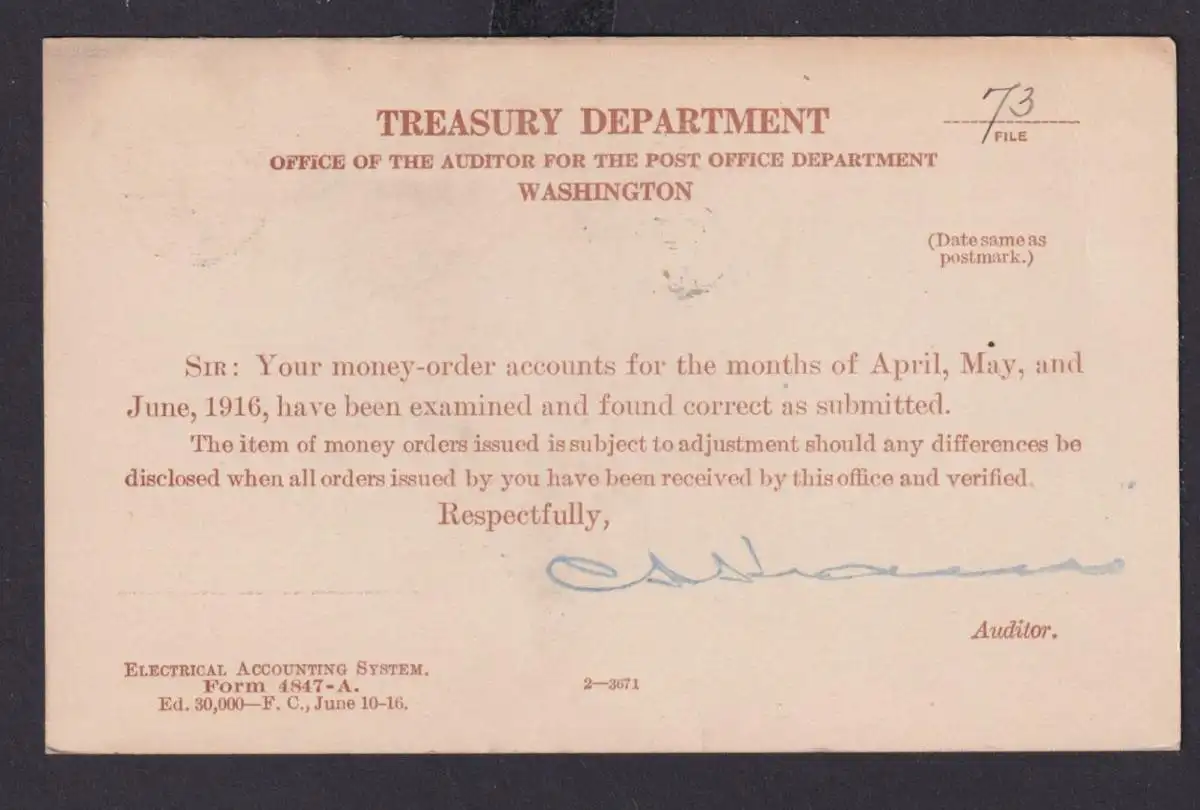 73
FILE
TREASURY DEPARTMENT
OFFICE OF THE AUDITOR FOR THE POST OFFICE DEPARTMENT
WASHINGTON
(Date same as
postmark.)
SIR: Your money-order accounts for the months of April, May, and
June, 1916, have been examined and found correct as submitted.
The item of money orders issued is subject to adjustment should any differences be
disclosed when all orders issued by you have been received by this office and verified.
Respectfully,
Auditor.
ELECTRICAL ACCOUNTING SYSTEM.
Form 4847-A.
Ed. 30,000—F. C., June 10-16.
2—3671